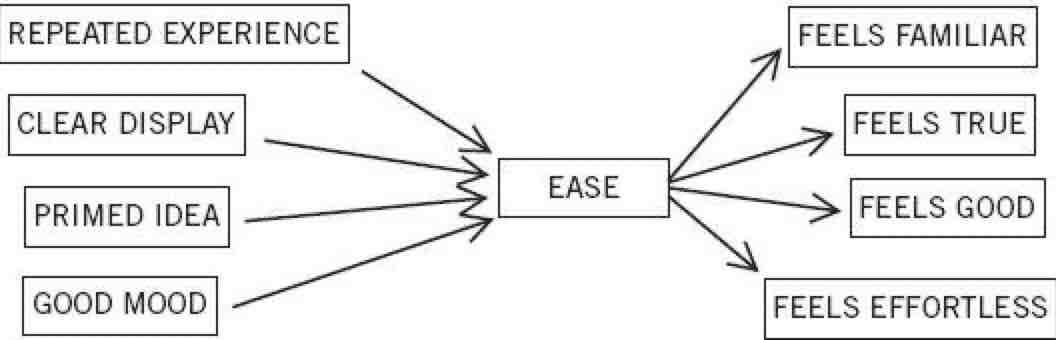 REPEATED EXPERIENCE
CLEAR DISPLAY
PRIMED IDEA
GOOD MOOD
EASE
FEELS FAMILIAR
FEELS TRUE
FEELS GOOD
FEELS EFFORTLESS